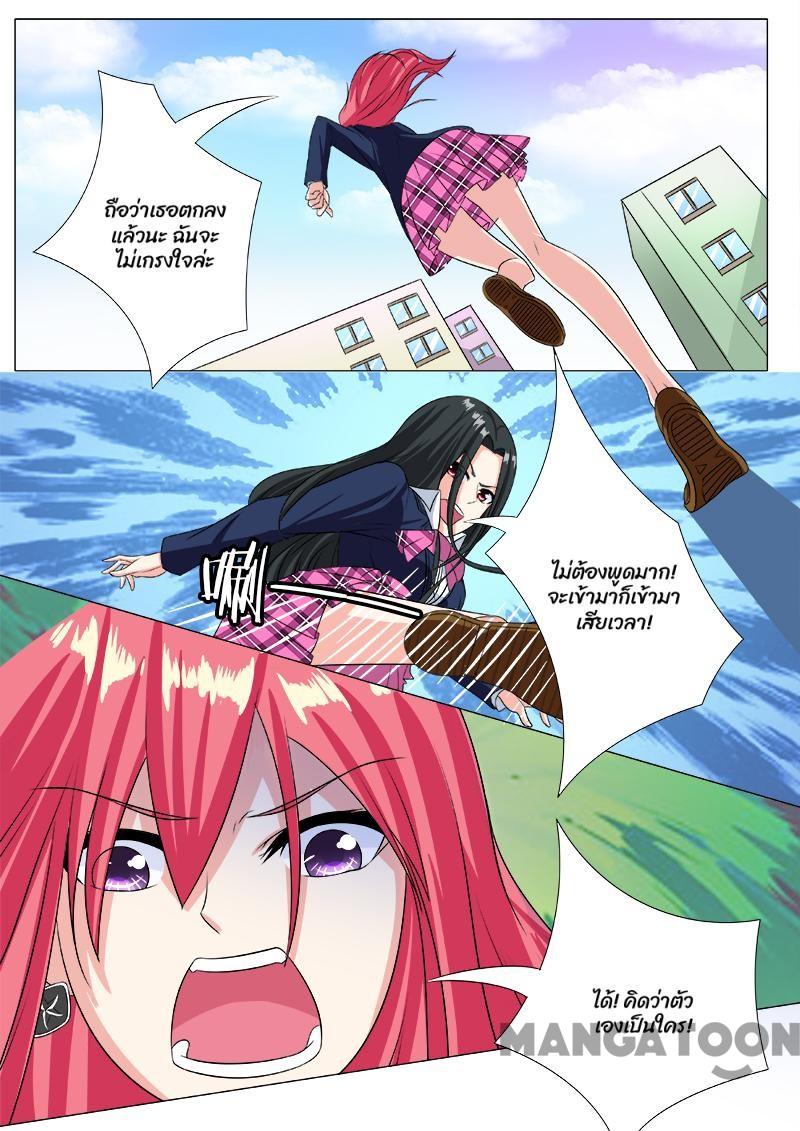 ถือว่าเธอตกลง
แล้วนะ ฉันจะ
ไม่เกรงใจล่ะ
ไม่ต้องพูดมาก!
จะเข้ามาก็เข้ามา
เสียเวลา!
ได้! คิดว่าตัว
เองเป็นใคร!
MANGATOON